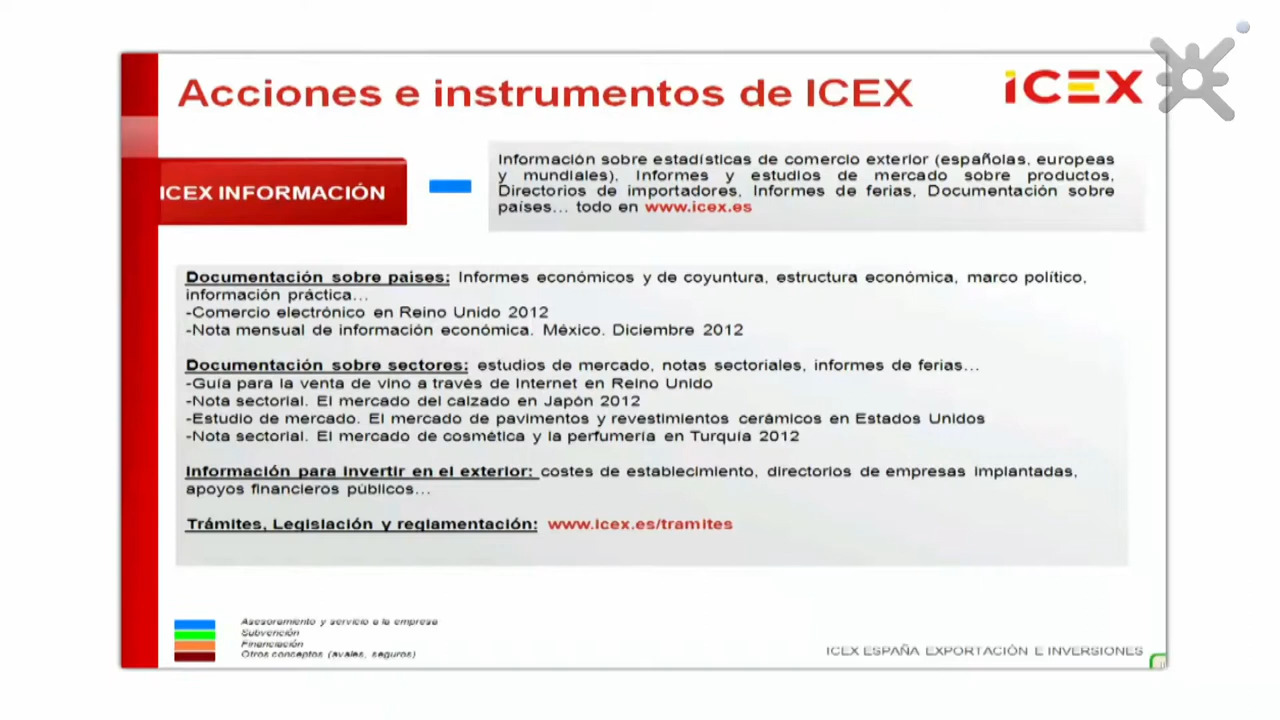 Acciones e instrumentos de ICEX
iCEX
ICEX INFORMACIÓN
Información sobre estadísticas de comercio exterior (españolas, europeas
y mundiales), Informes y estudios de mercado sobre productos,
Directorios de importadores, Informes de ferias, Documentación sobre
países... todo en www.icex.es
Documentación sobre países: Informes económicos y de coyuntura, estructura económica, marco político,
información práctica...
-Comercio electrónico en Reino Unido 2012
-Nota mensual de información económica. México. Diciembre 2012
Documentación sobre sectores: estudios de mercado, notas sectoriales, informes de ferias...
-Guía para la venta de vino a través de Internet en Reino Unido
-Nota sectorial. El mercado del calzado en Japón 2012
-Estudio de mercado. El mercado de pavimentos y revestimientos cerámicos en Estados Unidos
-Nota sectorial. El mercado de cosmética y la perfumería en Turquía 2012
Información para invertir en el exterior: costes de establecimiento, directorios de empresas implantadas,
apoyos financieros públicos...
Trámites, Legislación y reglamentación: www.icex.es/tramites
Asesoramiento y servicio a la empresa
Subvención
Financiación
Otros conceptos (avales, seguros)
ICEX ESPAÑA EXPORTACIÓN E INVERSIONES